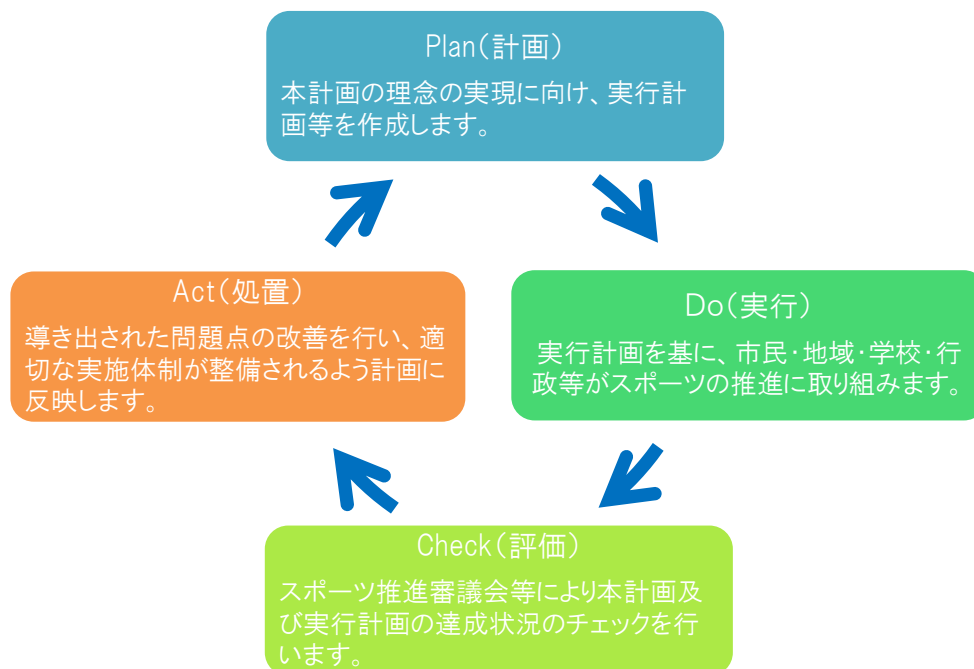 Plan(計画)
本計画の理念の実現に向け、実行計
画等を作成します。
Act(処置)
導き出された問題点の改善を行い、適
切な実施体制が整備されるよう計画に
反映します。
Do(実行)
実行計画を基に、市民・地域・学校・行
政等がスポーツの推進に取り組みます。
Check(評価)
スポーツ推進審議会等により本計画及
び実行計画の達成状況のチェックを行
います。